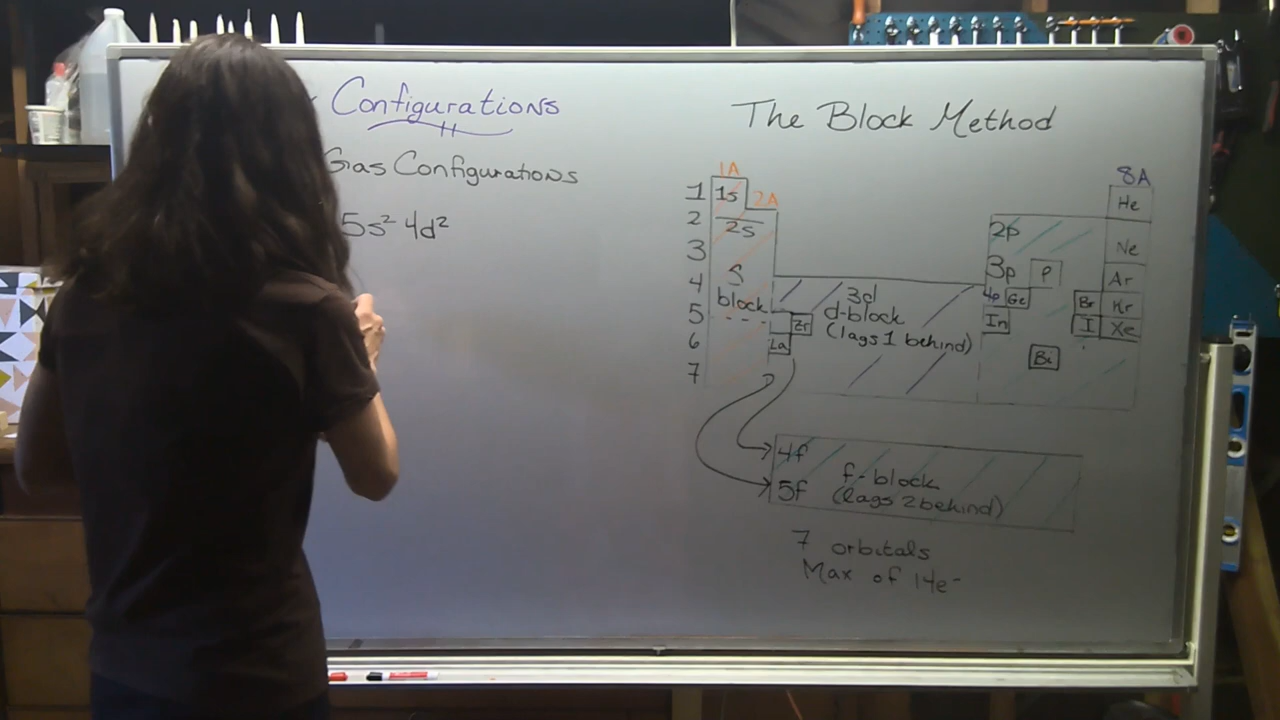 Configurations
Gas Configurations
5s² 4d²
The Block Method
1A
2A
8A
1 1s
2 2s
3
4
5
6
7
S
block
He
2p
Ne
3p P
Ar
4p Ge Br Kr
In I Xe
Bi
3d
d-block
(lags 1 behind)
Zr
La
4f
5f
f-block
(lags 2 behind)
7 orbitals
Max of 14e⁻